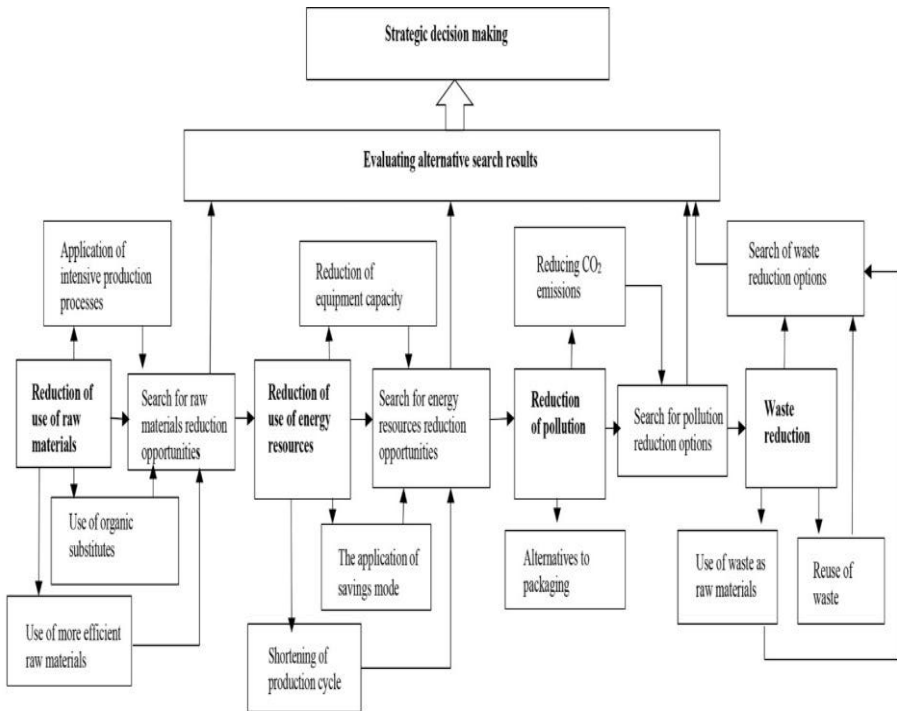 Strategic decision making
Evaluating alternative search results
Application of
intensive production
processes
Reduction of
equipment capacity
Reducing CO₂
emissions
Search of waste
reduction options
Reduction of
use of raw
materials
Search for raw
materials reduction
opportunities
Reduction of
use of energy
resources
Search for energy
resources reduction
opportunities
Reduction
of pollution
Search for pollution
reduction options
Waste
reduction
Use of organic
substitutes
The application of
savings mode
Alternatives to
packaging
Use of waste as
raw materials
Reuse of
waste
Use of more efficient
raw materials
Shortening of
production cycle